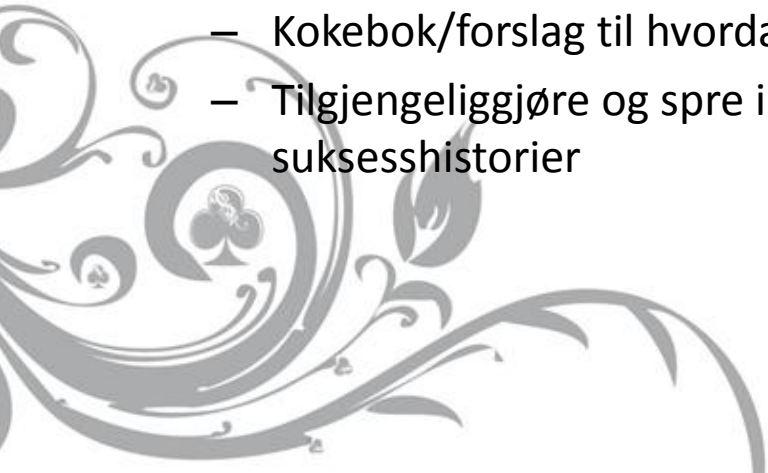 – Kokebok/forslag til hvorda
– Tilgjengeliggjøre og spre i
suksesshistorier